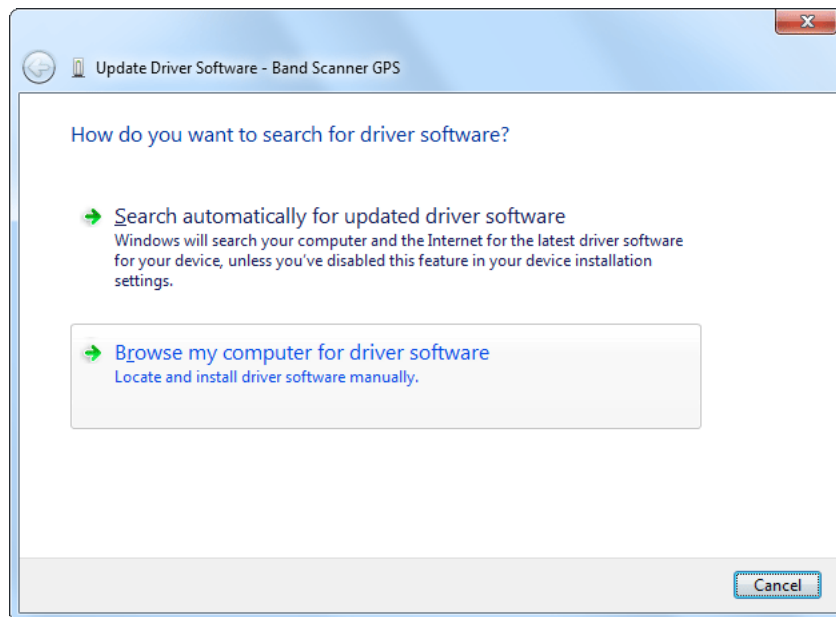 Update Driver Software - Band Scanner GPS
How do you want to search for driver software?
Search automatically for updated driver software
Windows will search your computer and the Internet for the latest driver software
for your device, unless you've disabled this feature in your device installation
settings.
Browse my computer for driver software
Locate and install driver software manually.
Cancel